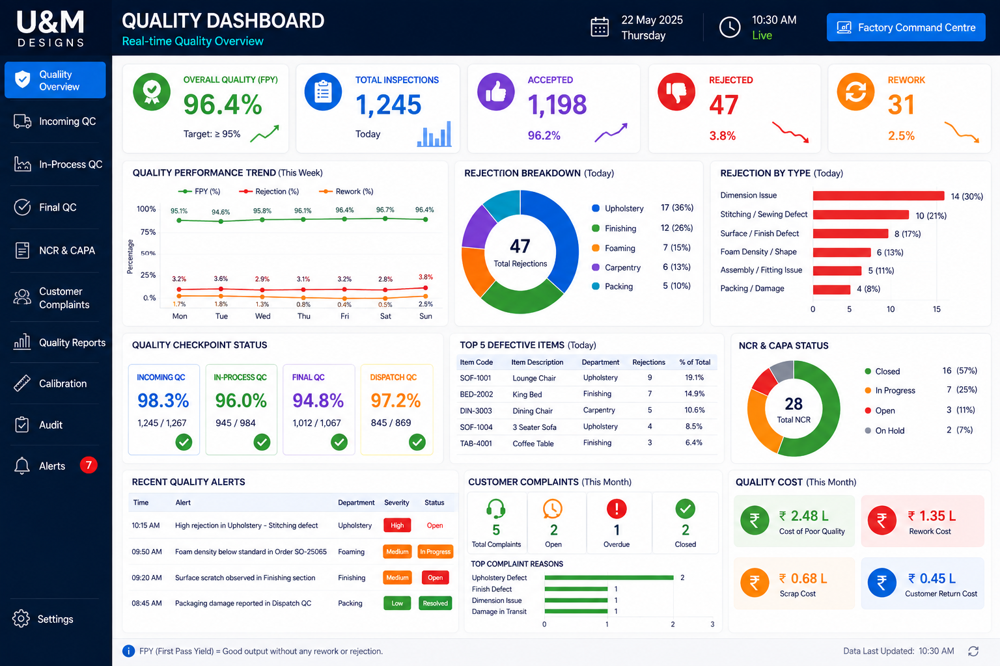 U&M
DESIGNS
QUALITY DASHBOARD
Real-time Quality Overview
22 May 2025
Thursday
10:30 AM
Live
Factory Command Centre
Quality
Overview
Incoming QC
In-Process QC
Final QC
NCR & CAPA
Customer
Complaints
Quality Reports
Calibration
Audit
Alerts 7
Settings
OVERALL QUALITY (FPY)
96.4%
Target: ≥ 95%
TOTAL INSPECTIONS
1,245
Today
ACCEPTED
1,198
96.2%
REJECTED
47
3.8%
REWORK
31
2.5%
QUALITY PERFORMANCE TREND (This Week)
FPY (%) Rejection (%) Rework (%)
Percentage
100%
75%
50%
25%
0.%
95.1% 94.6% 95.8% 96.1% 96.4% 96.7% 96.4%
3.2% 3.6% 2.9% 3.1% 3.2% 2.8% 3.8%
1.7% 1.8% 1.3% 0.8% 0.4% 0.5% 2.5%
Mon Tue Wed Thu Fri Sat Sun
REJECTION BREAKDOWN (Today)
47
Total Rejections
Upholstery 17 (36%)
Finishing 12 (26%)
Foaming 7 (15%)
Carpentry 6 (13%)
Packing 5 (10%)
REJECTION BY TYPE (Today)
Dimension Issue 14 (30%)
Stitching / Sewing Defect 10 (21%)
Surface / Finish Defect 8 (17%)
Foam Density / Shape 6 (13%)
Assembly / Fitting Issue 5 (11%)
Packing / Damage 4 (8%)
0 5 10 15
QUALITY CHECKPOINT STATUS
INCOMING QC
98.3%
1,245 / 1,267
IN-PROCESS QC
96.0%
945 / 984
FINAL QC
94.8%
1,012 / 1,067
DISPATCH QC
97.2%
845 / 869
TOP 5 DEFECTIVE ITEMS (Today)
Item Code Item Description Department Rejections % of Total
SOF-1001 Lounge Chair Upholstery 9 19.1%
BED-2002 King Bed Finishing 7 14.9%
DIN-3003 Dining Chair Carpentry 5 10.6%
SOF-1004 3 Seater Sofa Upholstery 4 8.5%
TAB-4001 Coffee Table Finishing 3 6.4%
NCR & CAPA STATUS
28
Total NCR
Closed 16 (57%)
In Progress 7 (25%)
Open 3 (11%)
On Hold 2 (7%)
RECENT QUALITY ALERTS
Time Alert Department Severity Status
10:15 AM High rejection in Upholstery - Stitching defect Upholstery High Open
09:50 AM Foam density below standard in Order SO-25065 Foaming Medium In Progress
09:20 AM Surface scratch observed in Finishing section Finishing Medium Open
08:45 AM Packaging damage reported in Dispatch QC Packing Low Resolved
CUSTOMER COMPLAINTS (This Month)
5
Total Complaints
2
Open
1
Overdue
2
Closed
TOP COMPLAINT REASONS
Upholstery Defect 2
Finish Defect 1
Dimension Issue 1
Damage in Transit 1
0 1 2 3
QUALITY COST (This Month)
₹ ₹ 2.48 L
Cost of Poor Quality
₹ ₹ 1.35 L
Rework Cost
₹ ₹ 0.68 L
Scrap Cost
₹ ₹ 0.45 L
Customer Return Cost
i FPY (First Pass Yield) = Good output without any rework or rejection.
Data Last Updated: 10:30 AM